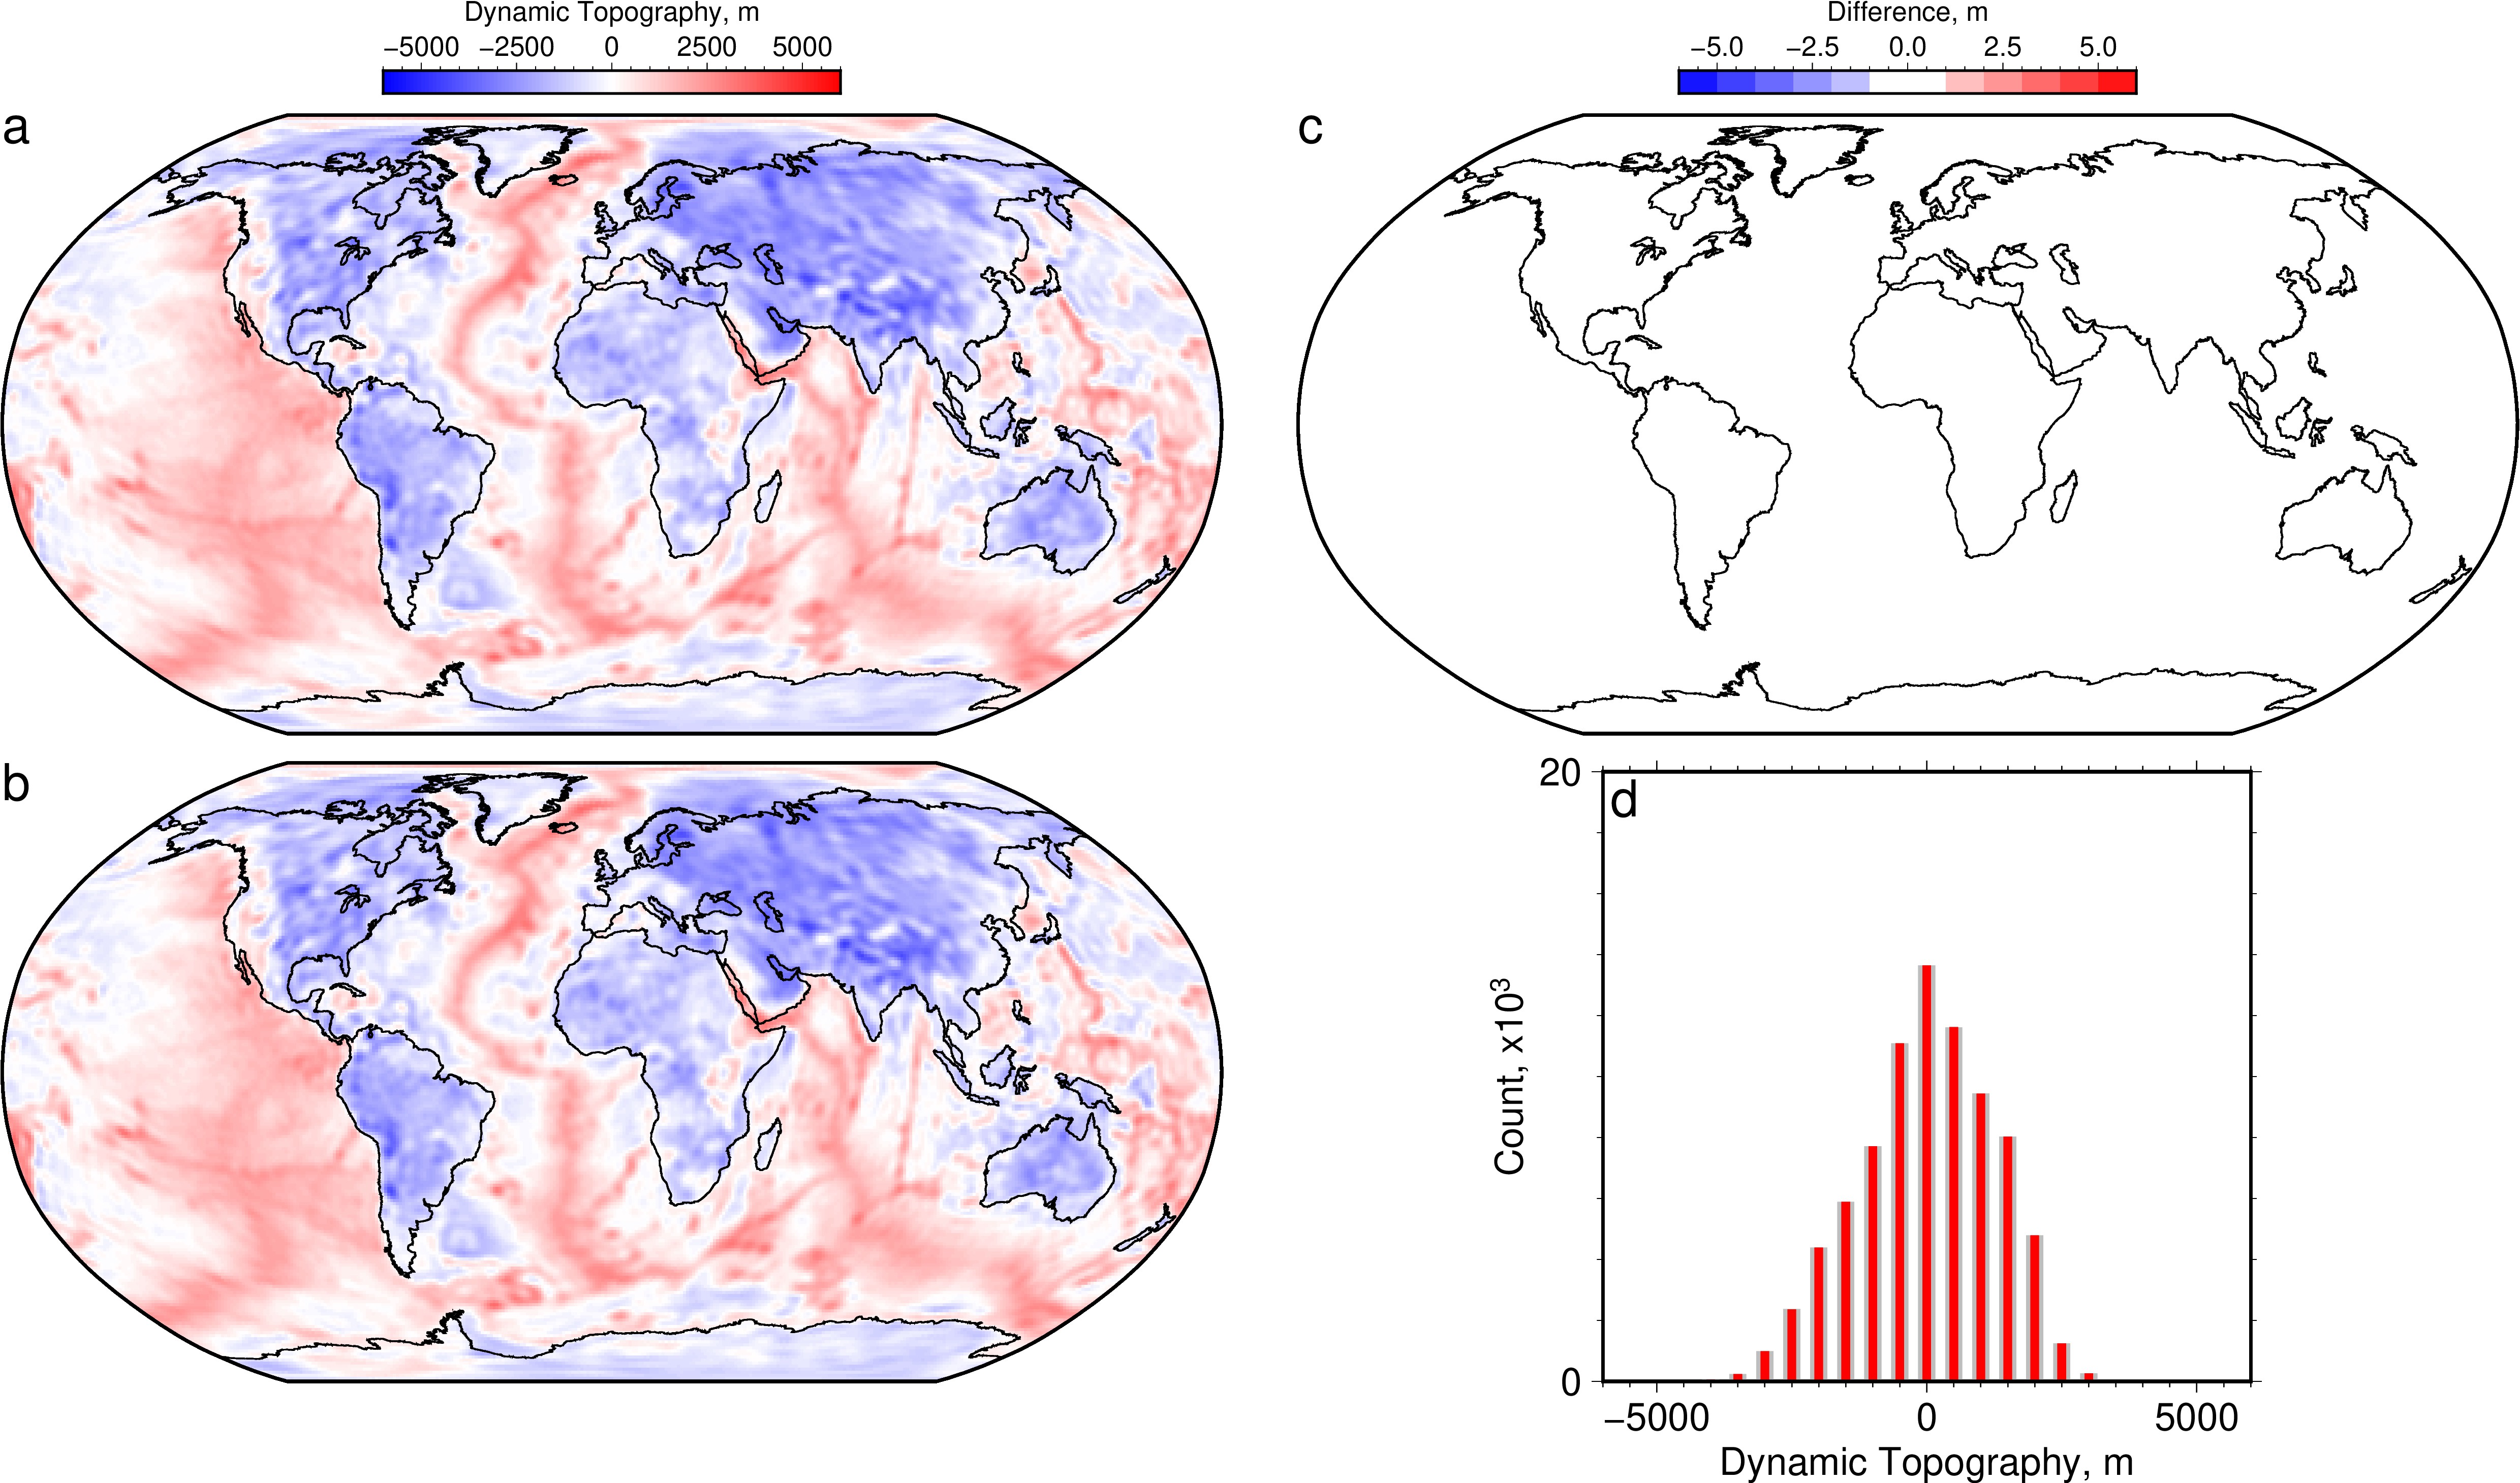 Dynamic Topography, m
−5000 −2500 0 2500 5000
a
b
Difference, m
−5.0 −2.5 0.0 2.5 5.0
c
d
20
0
Count, x10³
−5000 0 5000
Dynamic Topography, m